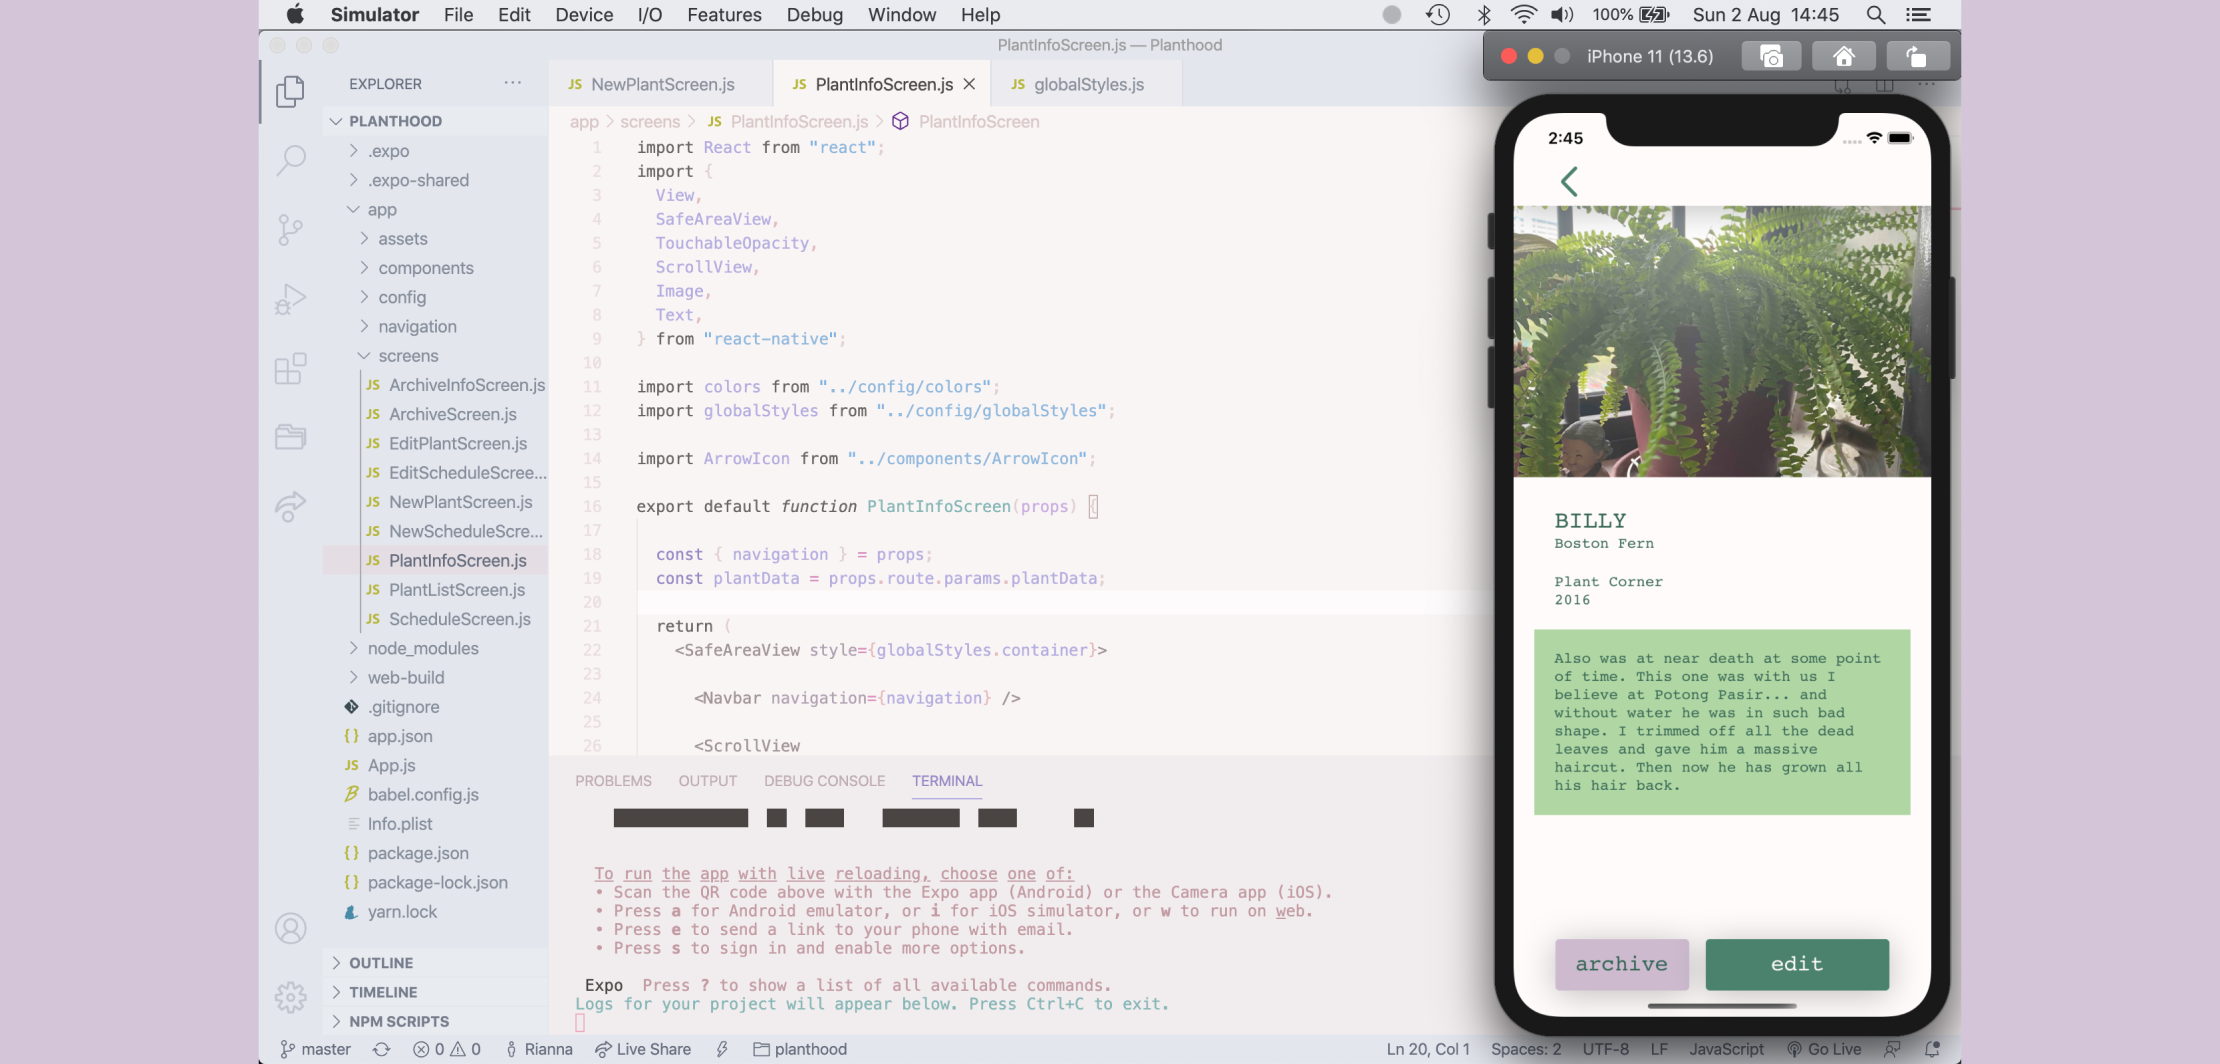 Simulator File Edit Device I/O Features Debug Window Help 100% Sun 2 Aug 14:45
PlantInfoScreen.js — Planthood
iPhone 11 (13.6)
EXPLORER ···
JS NewPlantScreen.js JS PlantInfoScreen.js JS globalStyles.js
PLANTHOOD
.expo
.expo-shared
app
assets
components
config
navigation
screens
JS ArchiveInfoScreen.js
JS ArchiveScreen.js
JS EditPlantScreen.js
JS EditScheduleScree...
JS NewPlantScreen.js
JS NewScheduleScre...
JS PlantInfoScreen.js
JS PlantListScreen.js
JS ScheduleScreen.js
node_modules
web-build
.gitignore
{} app.json
JS App.js
babel.config.js
Info.plist
{} package.json
{} package-lock.json
yarn.lock
OUTLINE
TIMELINE
NPM SCRIPTS
app > screens > JS PlantInfoScreen.js > PlantInfoScreen
1 import React from "react";
2 import {
3 View,
4 SafeAreaView,
5 TouchableOpacity,
6 ScrollView,
7 Image,
8 Text,
9 } from "react-native";
10
11 import colors from "../config/colors";
12 import globalStyles from "../config/globalStyles";
13
14 import ArrowIcon from "../components/ArrowIcon";
15
16 export default function PlantInfoScreen(props) {
17
18 const { navigation } = props;
19 const plantData = props.route.params.plantData;
20
21 return (
22 <SafeAreaView style={globalStyles.container}>
23
24 <Navbar navigation={navigation} />
25
26 <ScrollView
PROBLEMS OUTPUT DEBUG CONSOLE TERMINAL
To run the app with live reloading, choose one of:
• Scan the QR code above with the Expo app (Android) or the Camera app (iOS).
• Press a for Android emulator, or i for iOS simulator, or w to run on web.
• Press e to send a link to your phone with email.
• Press s to sign in and enable more options.
Expo Press ? to show a list of all available commands.
Logs for your project will appear below. Press Ctrl+C to exit.
2:45
BILLY
Boston Fern
Plant Corner
2016
Also was at near death at some point
of time. This one was with us I
believe at Potong Pasir... and
without water he was in such bad
shape. I trimmed off all the dead
leaves and gave him a massive
haircut. Then now he has grown all
his hair back.
archive edit
master 0 0 Rianna Live Share planthood Ln 20, Col 1 Spaces: 2 UTF-8 LF JavaScript Go Live